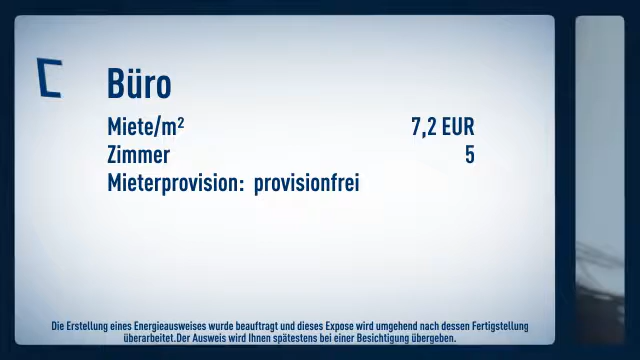 Büro
Miete/m² 7,2 EUR
Zimmer 5
Mieterprovision: provisionfrei
Die Erstellung eines Energieausweises wurde beauftragt und dieses Expose wird umgehend nach dessen Fertigstellung
überarbeitet.Der Ausweis wird Ihnen spätestens bei einer Besichtigung übergeben.